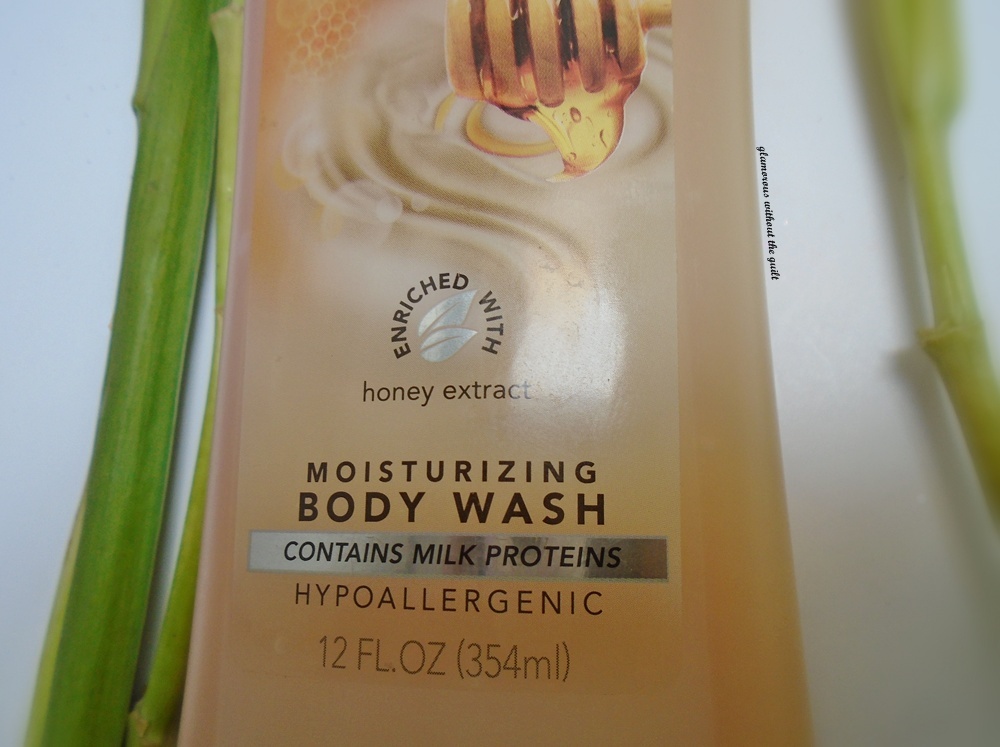 ENRICHED WITH
honey extract
MOISTURIZING
BODY WASH
CONTAINS MILK PROTEINS
HYPOALLERGENIC
12 FL.OZ (354ml)
glamorous without the guilt